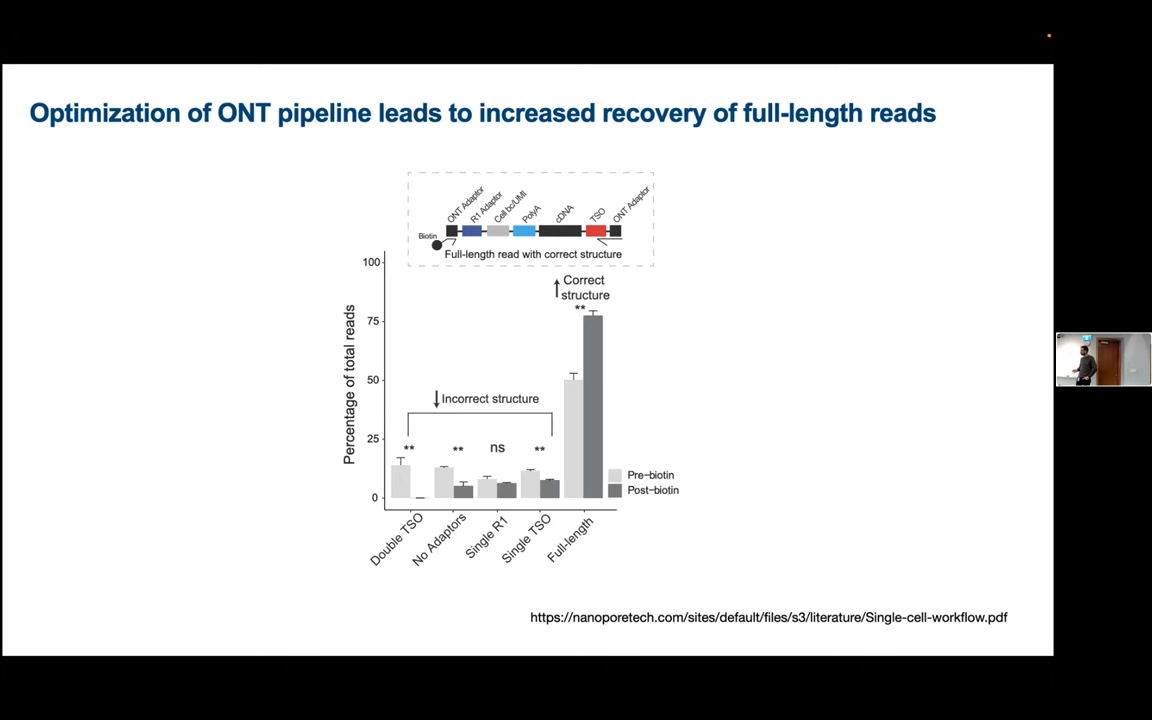 Optimization of ONT pipeline leads to increased recovery of full-length reads
ONT Adaptor
R1 Adaptor
Cell bc/UMI
PolyA
cDNA
TSO
ONT Adaptor
Biotin
Full-length read with correct structure
Percentage of total reads
100
75
50
25
0
↑ Correct
structure
**
↓ Incorrect structure
**
**
ns
**
Pre-biotin
Post-biotin
Double TSO
No Adaptors
Single R1
Single TSO
Full-length
https://nanoporetech.com/sites/default/files/s3/literature/Single-cell-workflow.pdf